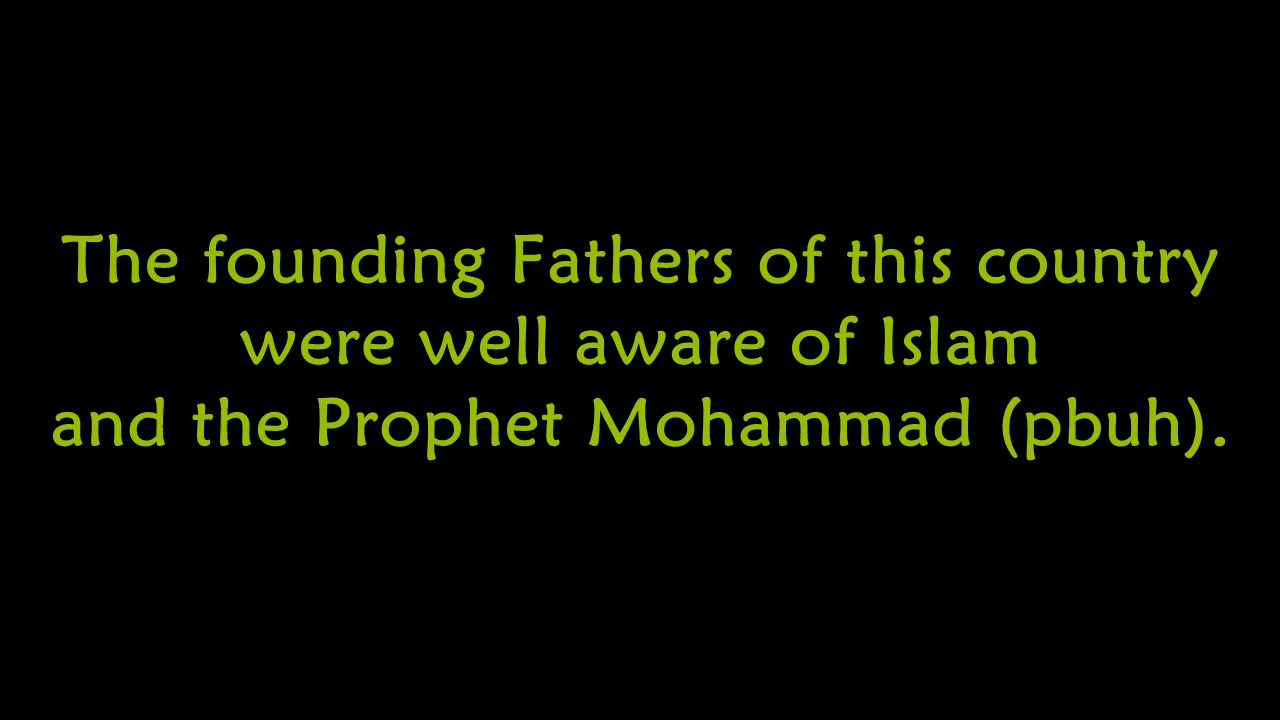 The founding Fathers of this country
were well aware of Islam
and the Prophet Mohammad (pbuh).